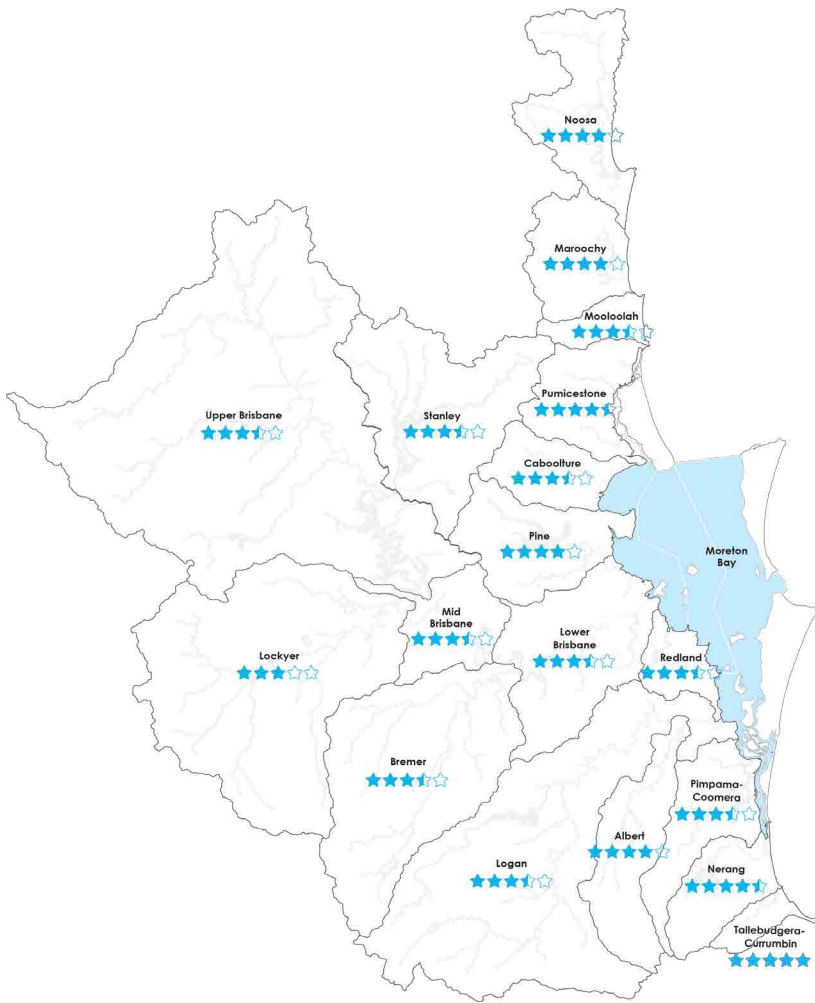 Noosa
Maroochy
Mooloolah
Pumicestone
Upper Brisbane
Stanley
Caboolture
Pine
Moreton
Bay
Mid
Brisbane
Lower
Brisbane
Lockyer
Redland
Bremer
Pimpama-
Coomera
Albert
Logan
Nerang
Tallebudgera-
Currumbin